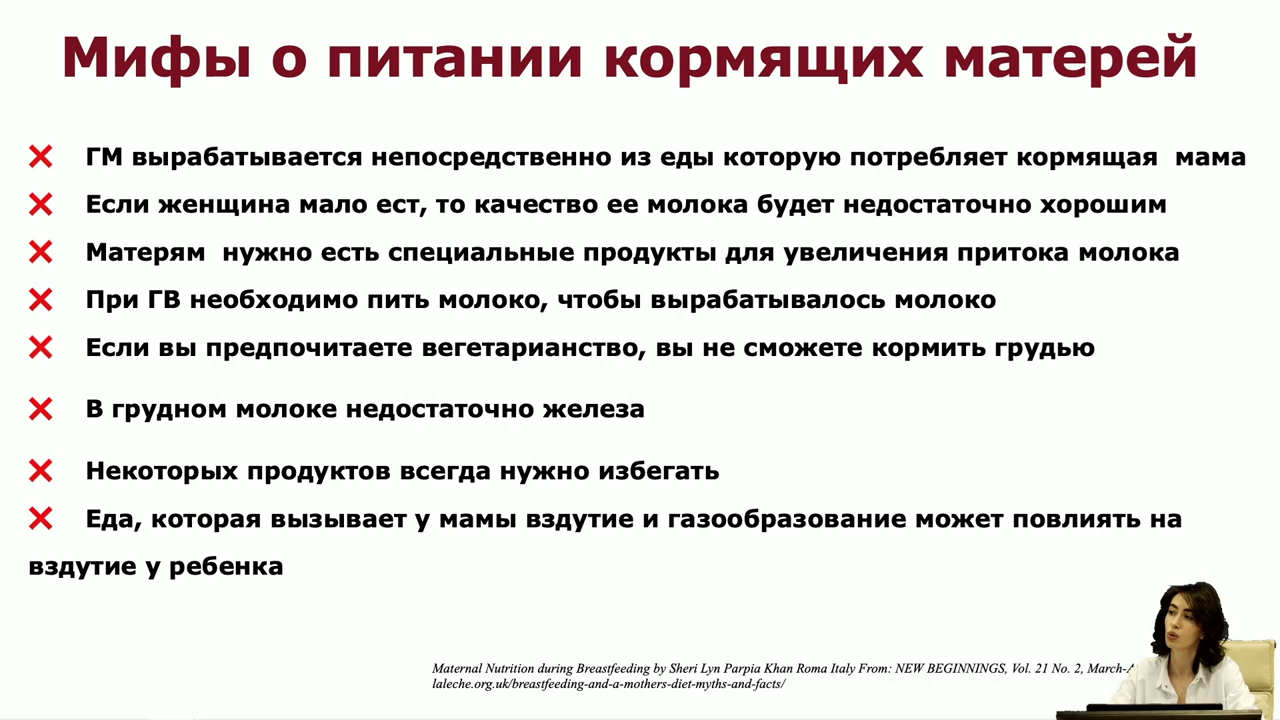 Мифы о питании кормящих матерей
ГМ вырабатывается непосредственно из еды которую потребляет кормящая мама
Если женщина мало ест, то качество ее молока будет недостаточно хорошим
Матерям нужно есть специальные продукты для увеличения притока молока
При ГВ необходимо пить молоко, чтобы вырабатывалось молоко
Если вы предпочитаете вегетарианство, вы не сможете кормить грудью
В грудном молоке недостаточно железа
Некоторых продуктов всегда нужно избегать
Еда, которая вызывает у мамы вздутие и газообразование может повлиять на
вздутие у ребенка
Maternal Nutrition during Breastfeeding by Sheri Lyn Parpia Khan Roma Italy From: NEW BEGINNINGS, Vol. 21 No. 2,
laleche.org.uk/breastfeeding-and-a-mothers-diet-myths-and-facts/